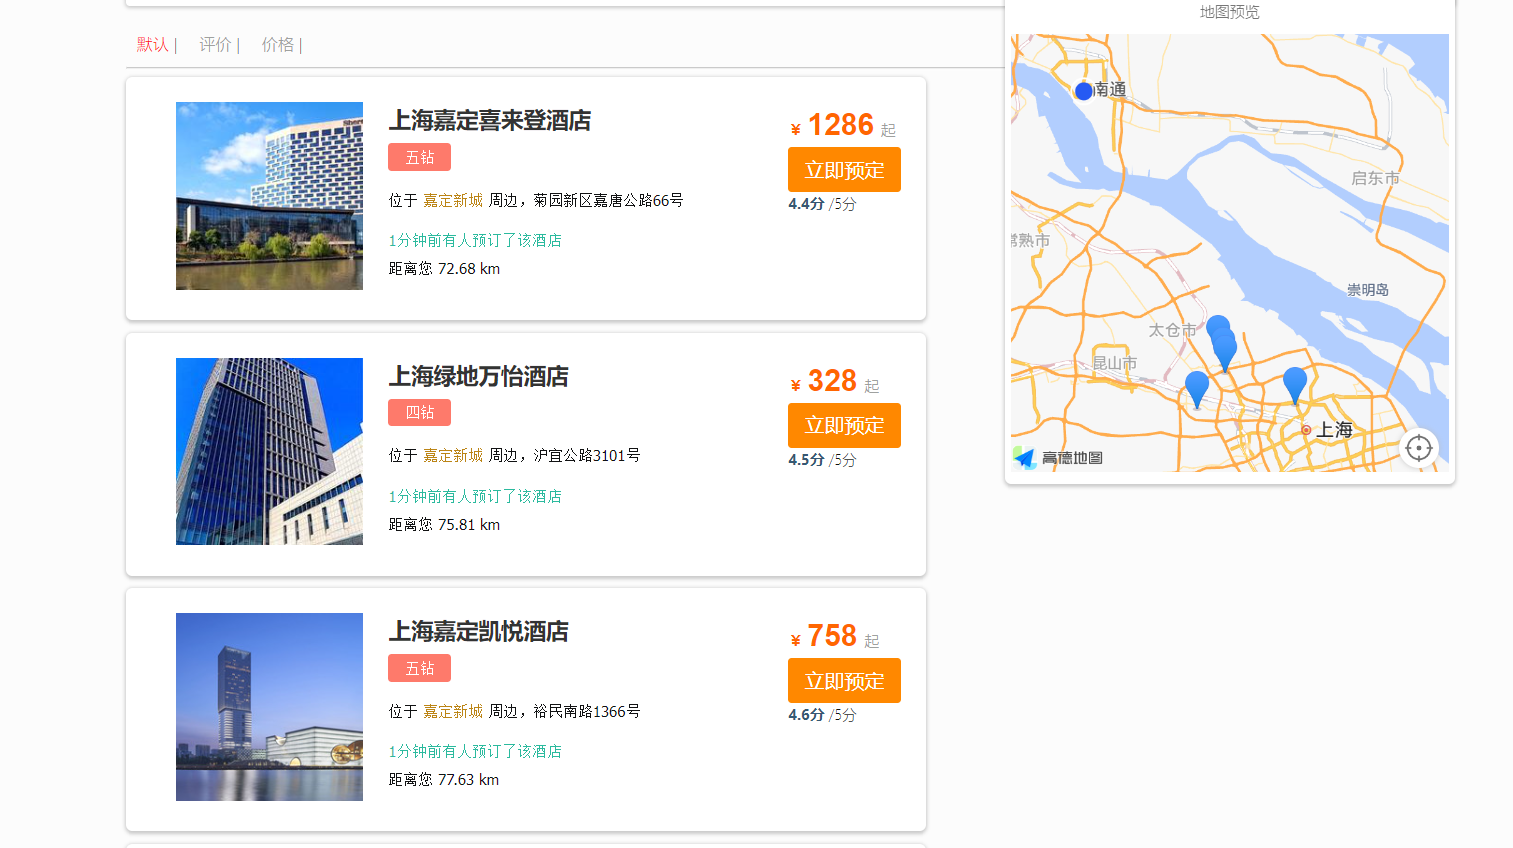 默认 |
评价 |
价格 |
上海嘉定喜来登酒店
五钻
位于 嘉定新城 周边，菊园新区嘉唐公路66号
1分钟前有人预订了该酒店
距离您 72.68 km
¥ 1286 起
立即预定
4.4分 /5分
上海绿地万怡酒店
四钻
位于 嘉定新城 周边，沪宜公路3101号
1分钟前有人预订了该酒店
距离您 75.81 km
¥ 328 起
立即预定
4.5分 /5分
上海嘉定凯悦酒店
五钻
位于 嘉定新城 周边，裕民南路1366号
1分钟前有人预订了该酒店
距离您 77.63 km
¥ 758 起
立即预定
4.6分 /5分
地图预览
南通
启东市
常熟市
崇明岛
太仓市
昆山市
上海
高德地图